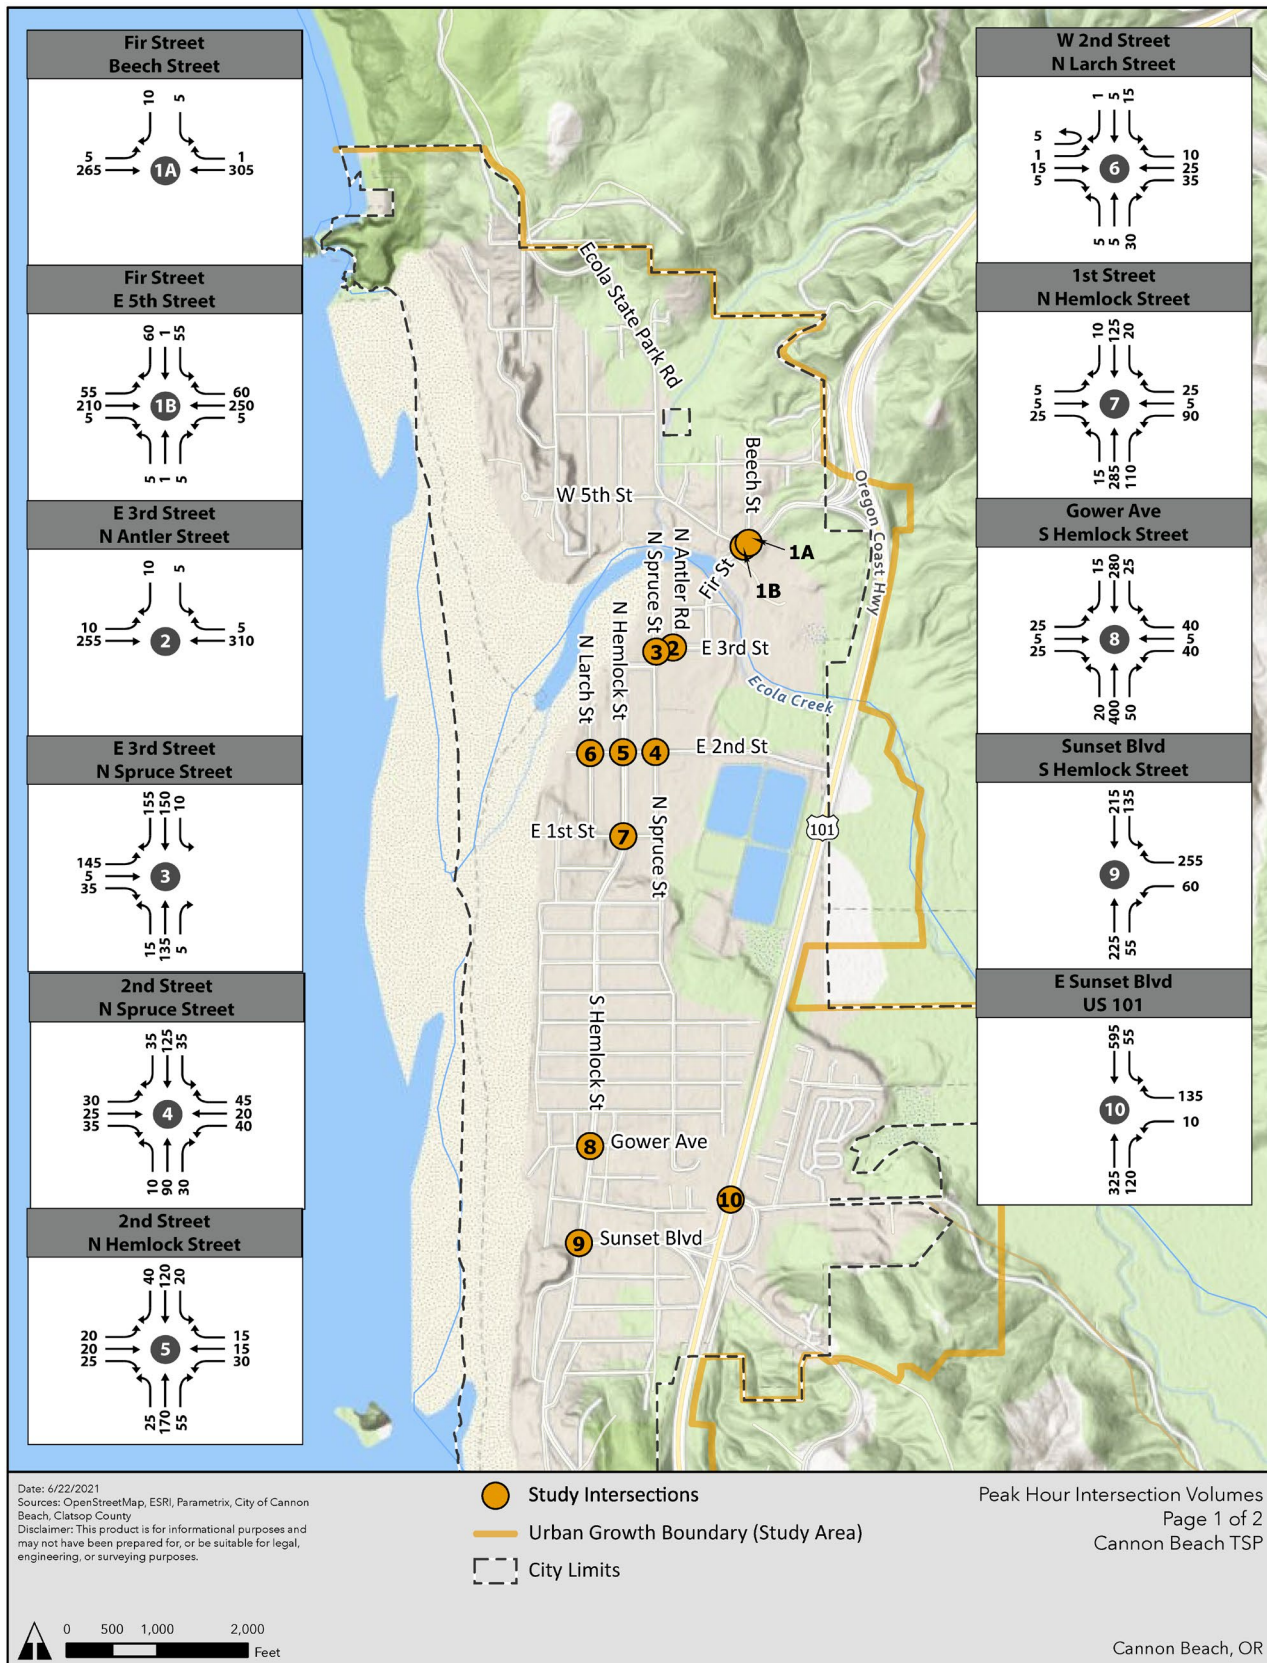 Fir Street
Beech Street
10 5
5
265
1A
1
305
Fir Street
E 5th Street
60 1 55
55
210
5
1B
60
250
5
5 1 5
E 3rd Street
N Antler Street
10 5
10
255
2
5
310
E 3rd Street
N Spruce Street
155 150 10
145
5
35
3
15 135 5
2nd Street
N Spruce Street
35 125 35
30
25
35
4
45
20
40
10 90 30
2nd Street
N Hemlock Street
40 120 20
20
20
25
5
15
15
30
25 170 55
W 2nd Street
N Larch Street
1 5 15
5
1
15
5
6
10
25
35
5 5 30
1st Street
N Hemlock Street
10 125 20
5
5
25
7
25
5
90
15 285 110
Gower Ave
S Hemlock Street
15 280 25
25
5
25
8
40
5
40
20 400 50
Sunset Blvd
S Hemlock Street
215 135
9
255
60
225 55
E Sunset Blvd
US 101
595 55
10
135
10
325 120
Ecola State Park Rd
Beech St
W 5th St
Oregon Coast Hwy
N Antler Rd
N Spruce St
Fir St
1A
1B
N Hemlock St
N Larch St
3 2
E 3rd St
Ecola Creek
6 5 4
E 2nd St
N Spruce St
E 1st St
7
101
S Hemlock St
8
Gower Ave
10
9
Sunset Blvd
Date: 6/22/2021
Sources: OpenStreetMap, ESRI, Parametrix, City of Cannon
Beach, Clatsop County
Disclaimer: This product is for informational purposes and
may not have been prepared for, or be suitable for legal,
engineering, or surveying purposes.
0 500 1,000 2,000
Feet
Study Intersections
Urban Growth Boundary (Study Area)
City Limits
Peak Hour Intersection Volumes
Page 1 of 2
Cannon Beach TSP
Cannon Beach, OR